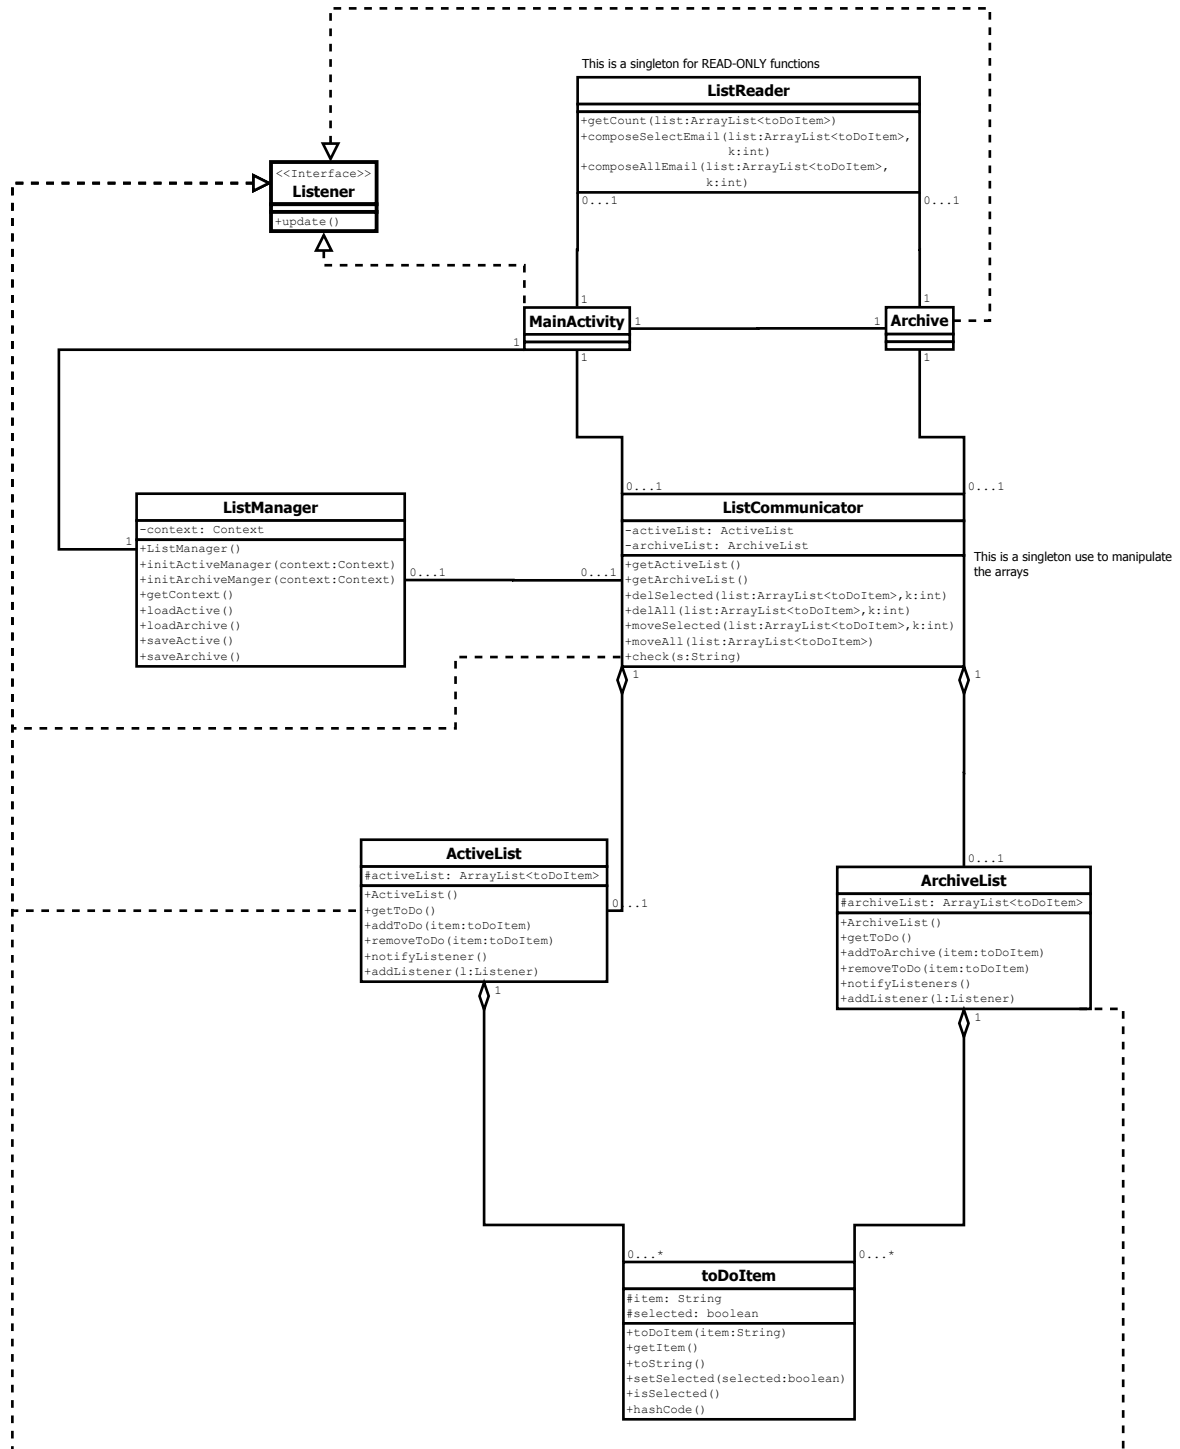 This is a singleton for READ-ONLY functions
ListReader
+getCount(list:ArrayList<toDoItem>)
+composeSelectEmail(list:ArrayList<toDoItem>,
k:int)
+composeAllEmail(list:ArrayList<toDoItem>,
k:int)
0...1
0...1
<<Interface>>
Listener
+update()
1
1
MainActivity
1
1
Archive
1
1
1
0...1
0...1
ListManager
-context: Context
+ListManager()
+initActiveManager(context:Context)
+initArchiveManger(context:Context)
+getContext()
+loadActive()
+loadArchive()
+saveActive()
+saveArchive()
1
0...1
0...1
ListCommunicator
-activeList: ActiveList
-archiveList: ArchiveList
+getActiveList()
+getArchiveList()
+delSelected(list:ArrayList<toDoItem>,k:int)
+delAll(list:ArrayList<toDoItem>,k:int)
+moveSelected(list:ArrayList<toDoItem>,k:int)
+moveAll(list:ArrayList<toDoItem>)
+check(s:String)
This is a singleton use to manipulate
the arrays
1
1
ActiveList
#activeList: ArrayList<toDoItem>
+ActiveList()
+getToDo()
+addToDo(item:toDoItem)
+removeToDo(item:toDoItem)
+notifyListener()
+addListener(l:Listener)
0...1
1
0...1
ArchiveList
#archiveList: ArrayList<toDoItem>
+ArchiveList()
+getToDo()
+addToArchive(item:toDoItem)
+removeToDo(item:toDoItem)
+notifyListeners()
+addListener(l:Listener)
1
0...*
0...*
toDoItem
#item: String
#selected: boolean
+toDoItem(item:String)
+getItem()
+toString()
+setSelected(selected:boolean)
+isSelected()
+hashCode()